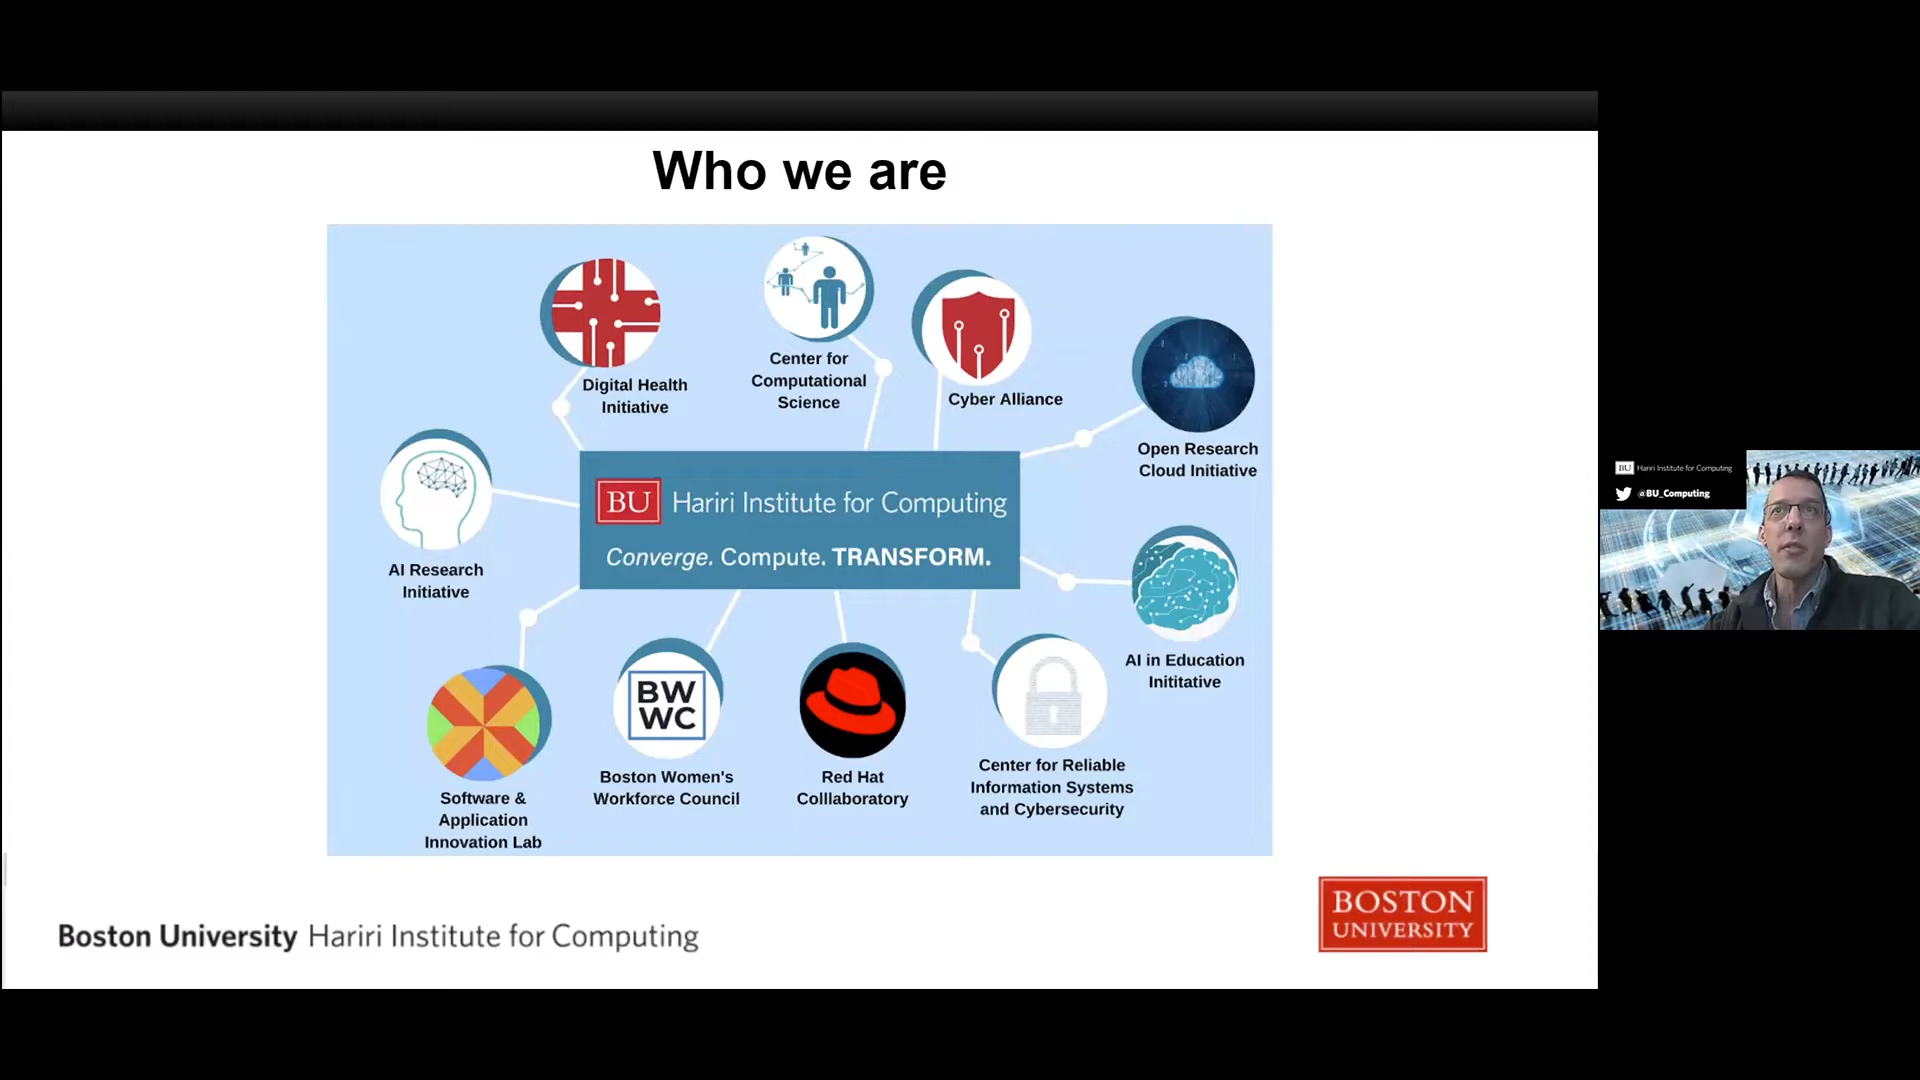 Who we are
Digital Health
Initiative
Center for
Computational
Science
Cyber Alliance
Open Research
Cloud Initiative
AI Research
Initiative
BU Hariri Institute for Computing
Converge. Compute. TRANSFORM.
AI in Education
Inititative
Software &
Application
Innovation Lab
BW
WC
Boston Women's
Workforce Council
Red Hat
Colllaboratory
Center for Reliable
Information Systems
and Cybersecurity
Boston University Hariri Institute for Computing
BOSTON
UNIVERSITY
BU Hariri Institute for Computing
@BU_Computing